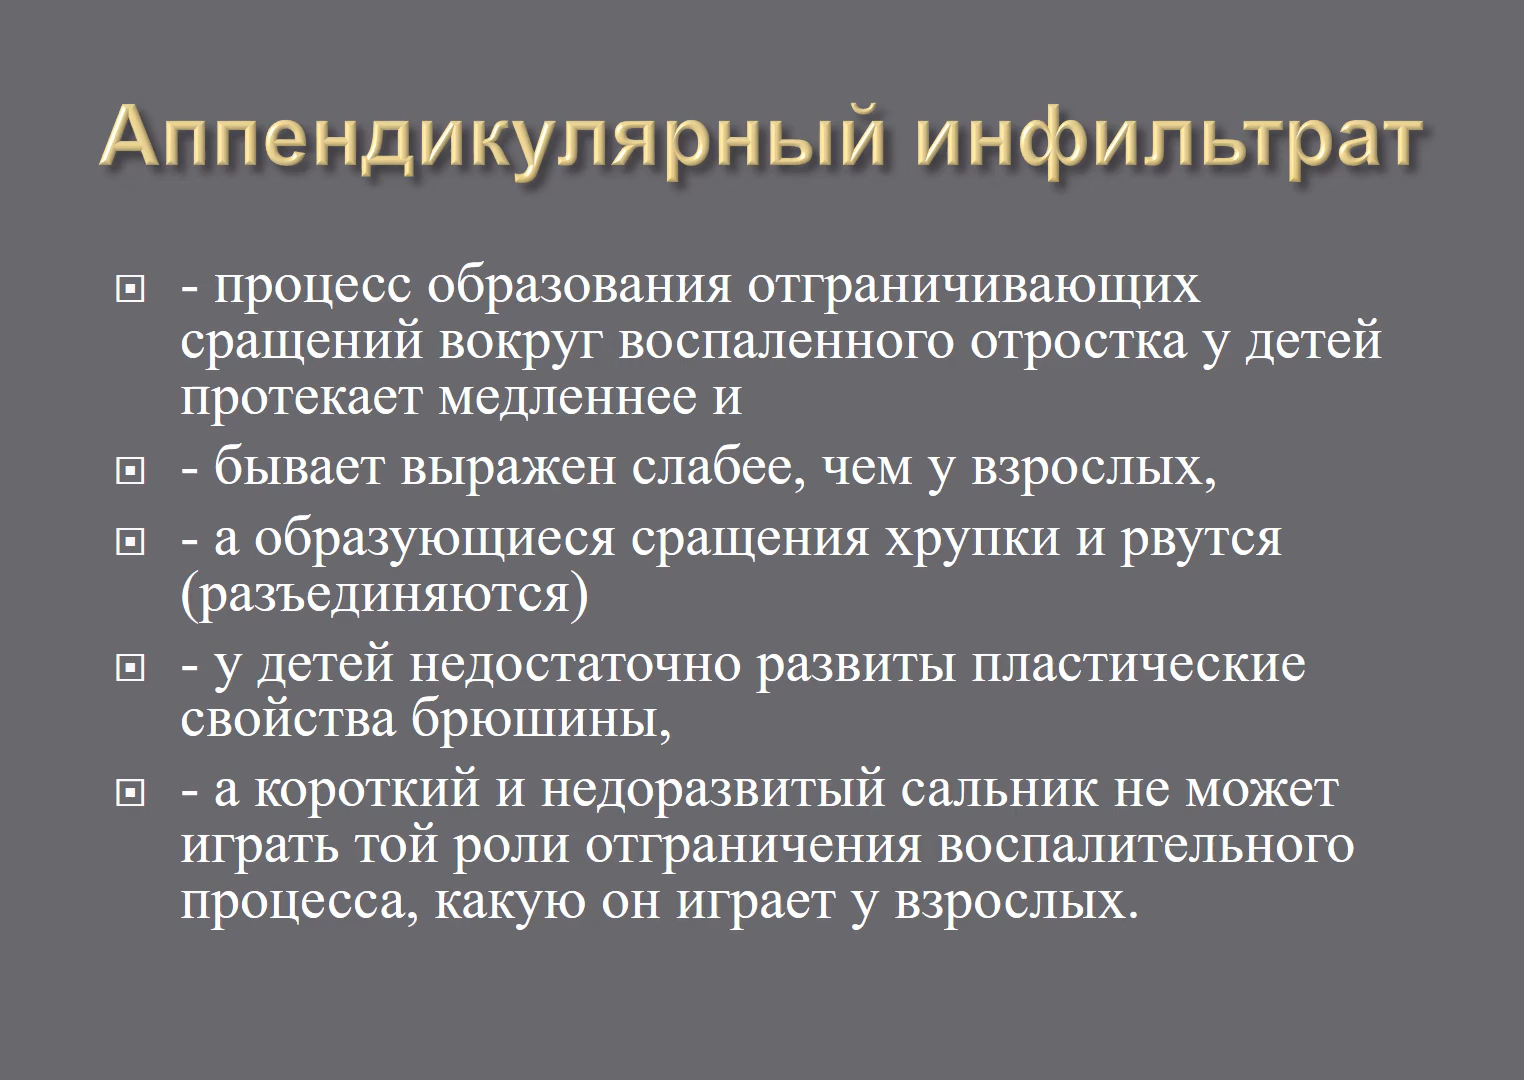 Аппендикулярный инфильтрат
- процесс образования отграничивающих
сращений вокруг воспаленного отростка у детей
протекает медленнее и
- бывает выражен слабее, чем у взрослых,
- а образующиеся сращения хрупки и рвутся
(разъединяются)
- у детей недостаточно развиты пластические
свойства брюшины,
- а короткий и недоразвитый сальник не может
играть той роли отграничения воспалительного
процесса, какую он играет у взрослых.